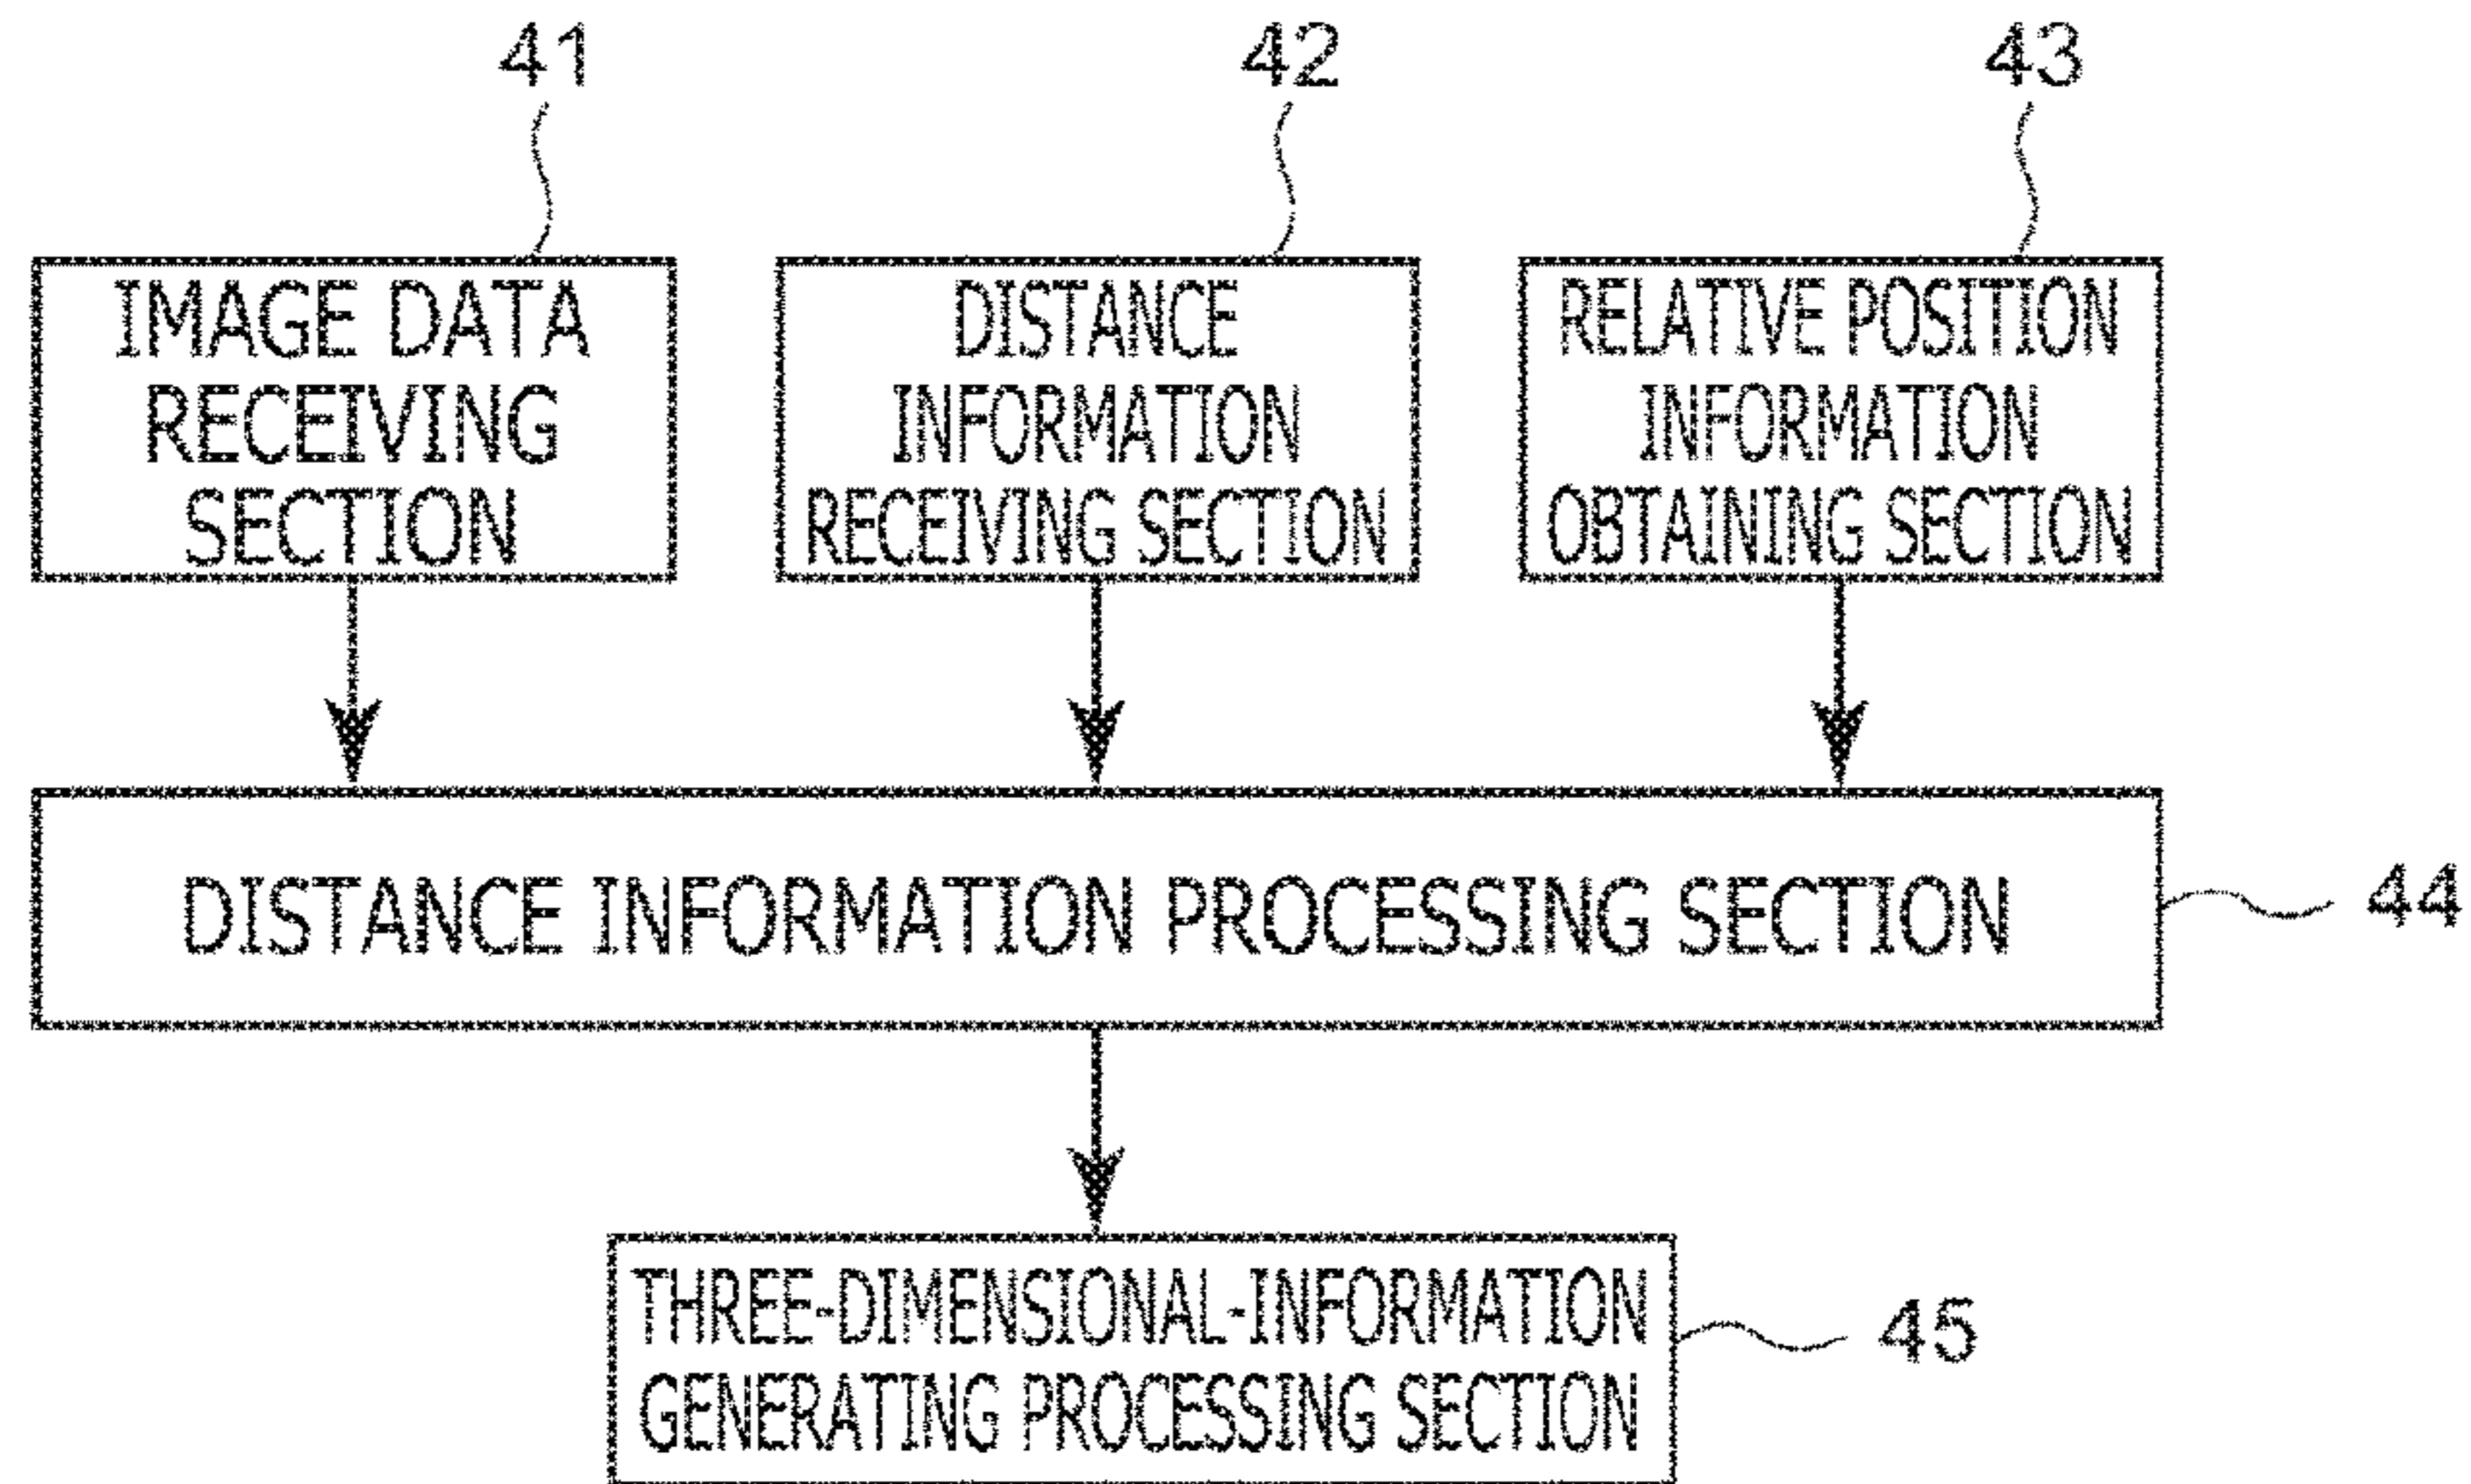 41
42
43
IMAGE DATA
RECEIVING
SECTION
DISTANCE
INFORMATION
RECEIVING SECTION
RELATIVE POSITION
INFORMATION
OBTAINING SECTION
DISTANCE INFORMATION PROCESSING SECTION
44
THREE-DIMENSIONAL-INFORMATION
GENERATING PROCESSING SECTION
45